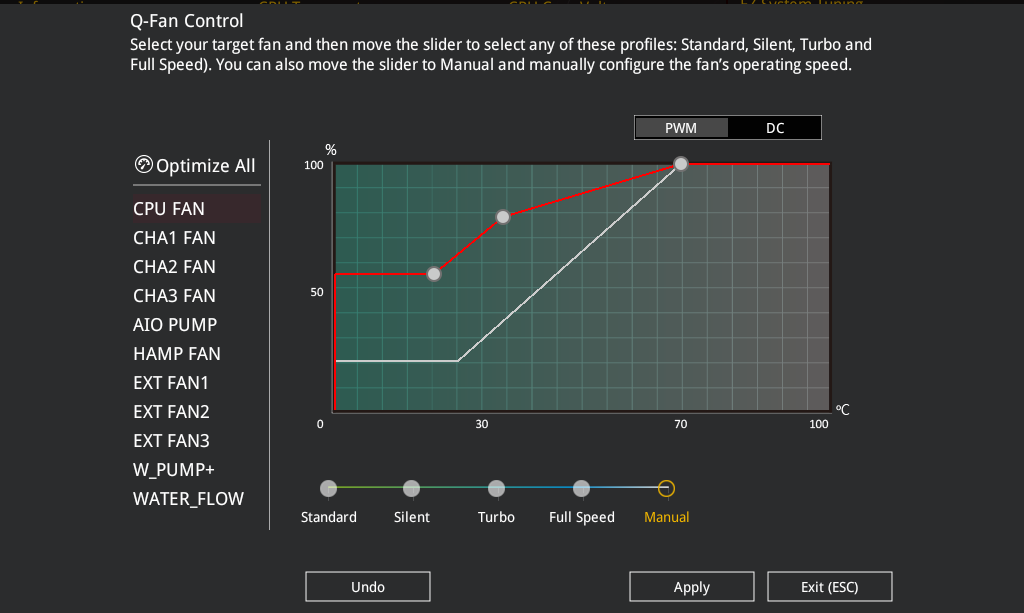 Q-Fan Control
Select your target fan and then move the slider to select any of these profiles: Standard, Silent, Turbo and
Full Speed). You can also move the slider to Manual and manually configure the fan's operating speed.
PWM
DC
%
Optimize All
100
CPU FAN
CHA1 FAN
CHA2 FAN
CHA3 FAN
50
AIO PUMP
HAMP FAN
EXT FAN1
EXT FAN2
EXT FAN3
W_PUMP+
WATER_FLOW
ºC
0
30
70
100
Standard
Silent
Turbo
Full Speed
Manual
Undo
Apply
Exit (ESC)